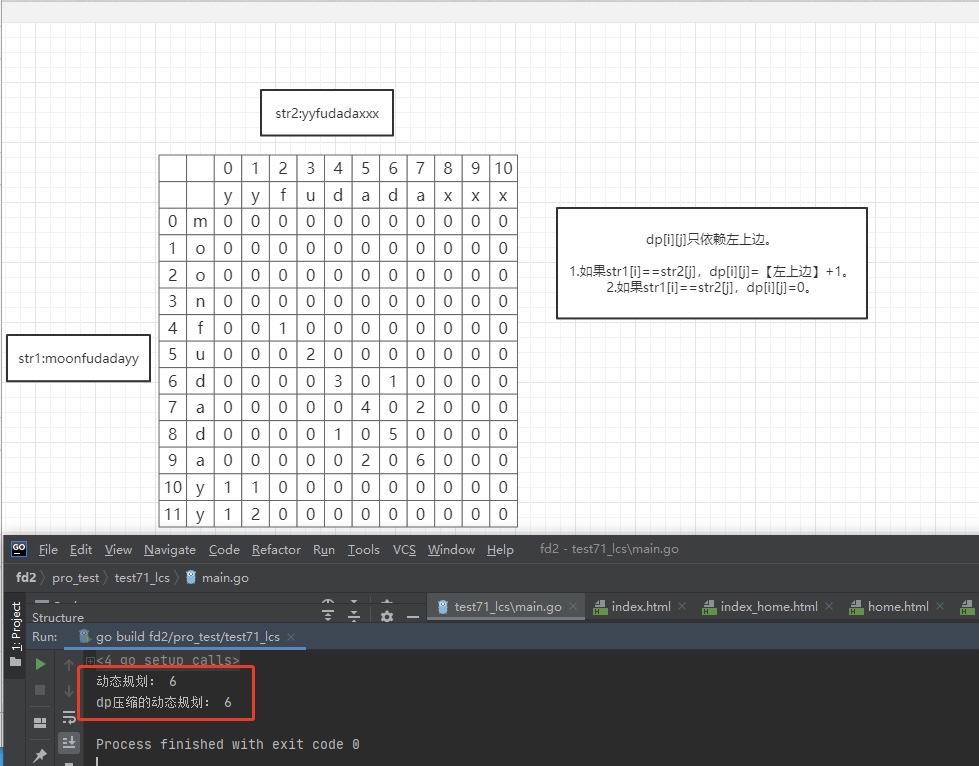 str2:yyfudadaxxx
0 1 2 3 4 5 6 7 8 9 10
y y f u d a d a x x x
0 m 0 0 0 0 0 0 0 0 0 0 0
1 o 0 0 0 0 0 0 0 0 0 0 0
2 o 0 0 0 0 0 0 0 0 0 0 0
3 n 0 0 0 0 0 0 0 0 0 0 0
4 f 0 0 1 0 0 0 0 0 0 0 0
5 u 0 0 0 2 0 0 0 0 0 0 0
6 d 0 0 0 0 3 0 1 0 0 0 0
7 a 0 0 0 0 0 4 0 2 0 0 0
8 d 0 0 0 0 1 0 5 0 0 0 0
9 a 0 0 0 0 0 2 0 6 0 0 0
10 y 1 1 0 0 0 0 0 0 0 0 0
11 y 1 2 0 0 0 0 0 0 0 0 0
dp[i][j]只依赖左上边。
1.如果str1[i]==str2[j]，dp[i][j]=【左上边】+1。
2.如果str1[i]==str2[j]，dp[i][j]=0。
str1:moonfudadayy
GO File Edit View Navigate Code Refactor Run Tools VCS Window Help fd2 - test71_lcs\main.go
fd2 pro_test test71_lcs main.go
1: Project
Structure
test71_lcs\main.go index.html index_home.html home.html
Run: go build fd2/pro_test/test71_lcs
<4 go setup calls>
动态规划： 6
dp压缩的动态规划： 6
Process finished with exit code 0